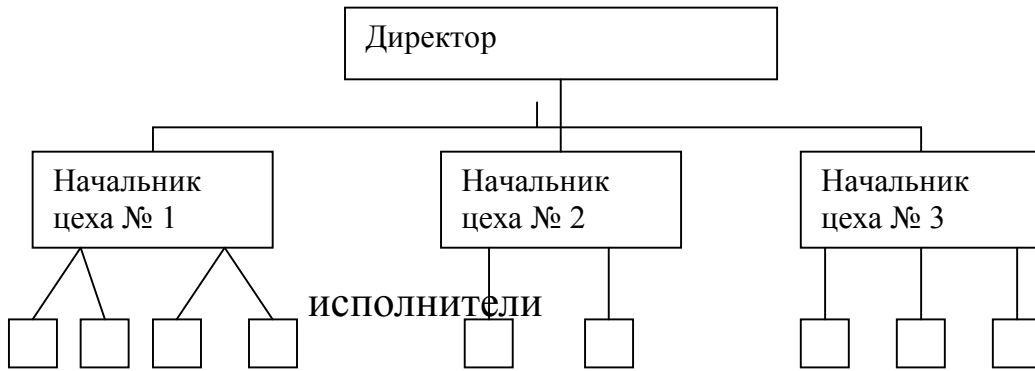 Директор
Начальник
цеха № 1
Начальник
цеха № 2
Начальник
цеха № 3
исполнители